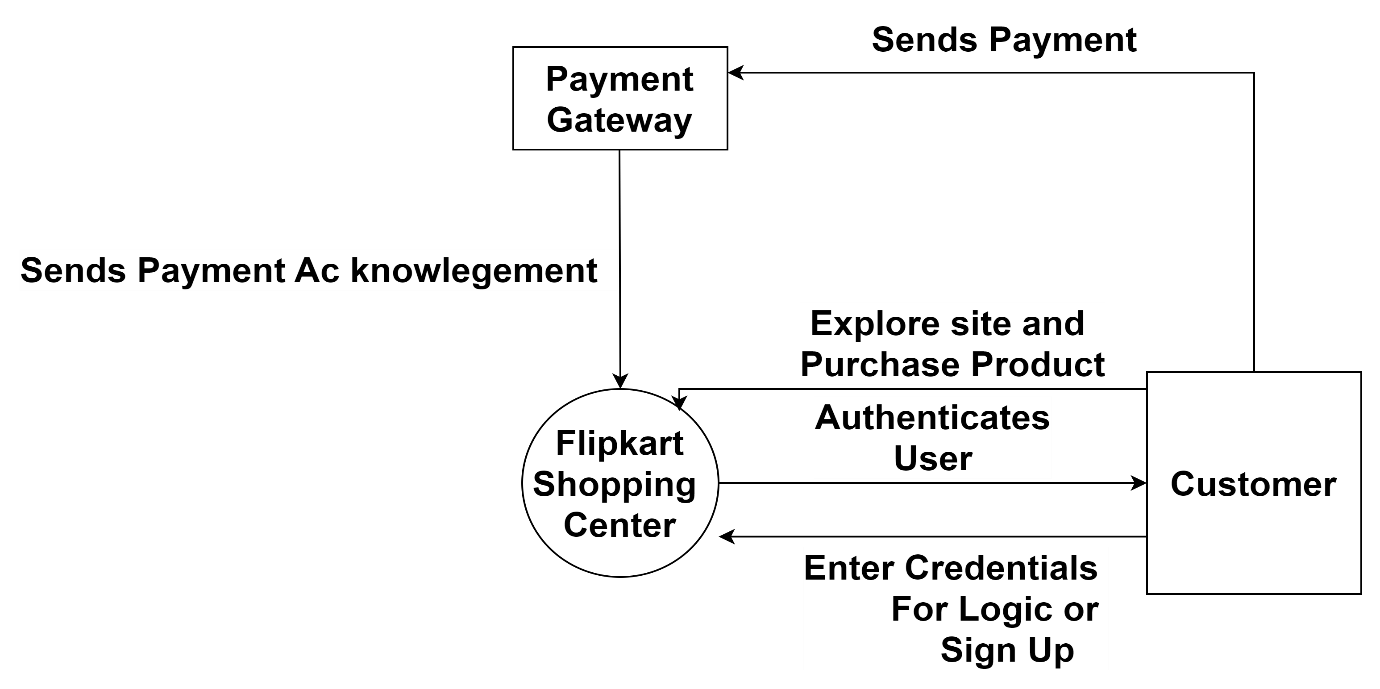 Sends Payment
Payment
Gateway
Sends Payment Ac knowlegement
Explore site and
Purchase Product
Authenticates
User
Flipkart
Shopping
Center
Customer
Enter Credentials
For Logic or
Sign Up